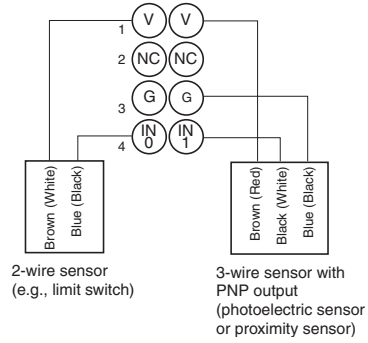 1 V V
2 NC NC
3 G G
4 IN 0 IN 1
Brown (White)
Blue (Black)
Brown (Red)
Black (White)
Blue (Black)
2-wire sensor
(e.g., limit switch)
3-wire sensor with
PNP output
(photoelectric sensor
or proximity sensor)